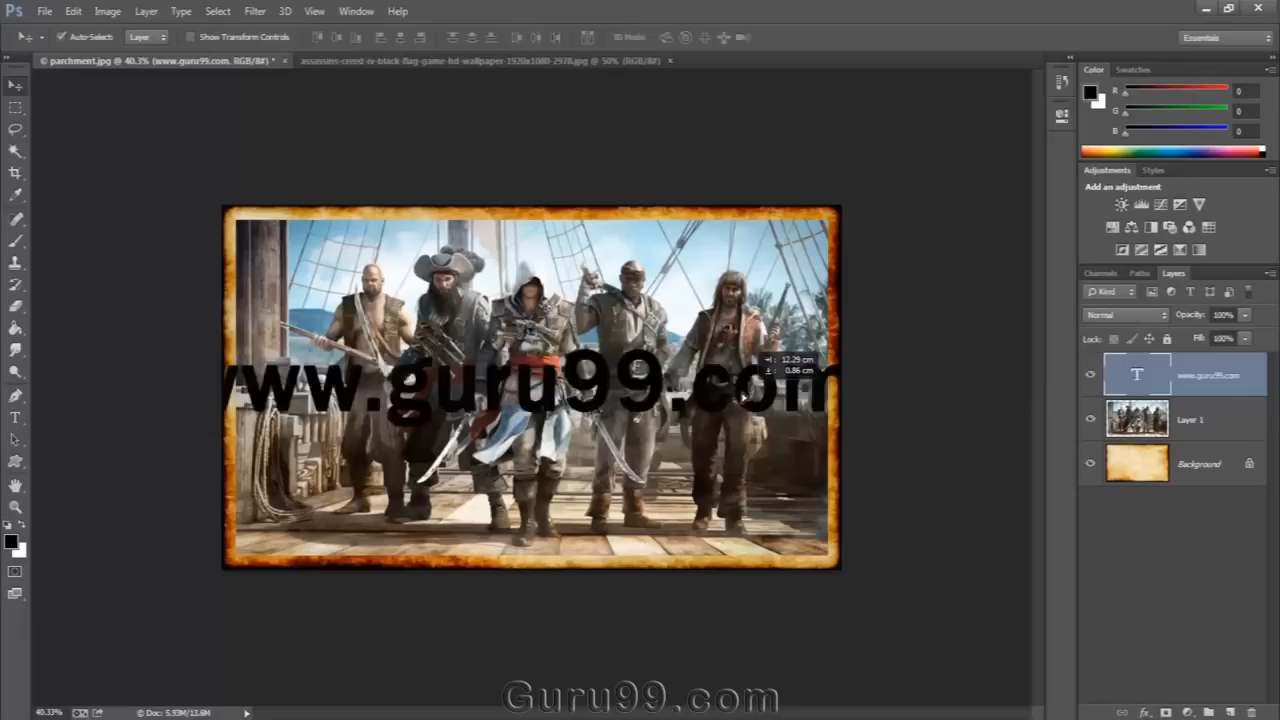 Ps File Edit Image Layer Type Select Filter 3D View Window Help
Auto-Select: Layer Show Transform Controls 3D Mode: Essentials
© parchment.jpg @ 40.3% (www.guru99.com, RGB/8#) * × assassins-creed-iv-black-flag-game-hd-wallpaper-1920x1080-2978.jpg @ 50% (RGB/8#) ×
Color Swatches
R 0
G 0
B 0
Adjustments Styles
Add an adjustment
Channels Paths Layers
Kind
Normal Opacity: 100%
Lock: Fill: 100%
T www.guru99.com
Layer 1
Background
12.29 cm
0.86 cm
www.guru99.com
40.33% Doc: 5.93M/13.6M
Guru99.com
fx